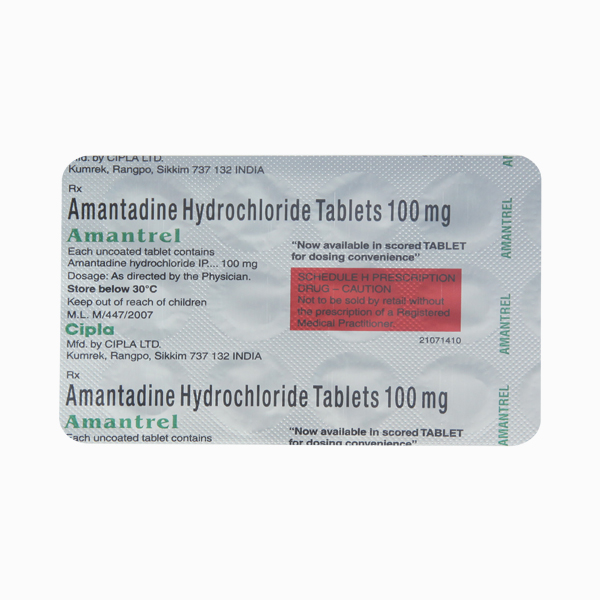 Mfd. by CIPLA LTD.
Kumrek, Rangpo, Sikkim 737 132 INDIA
Rx
Amantadine Hydrochloride Tablets 100 mg
Amantrel
Each uncoated tablet contains
Amantadine hydrochloride IP.... 100 mg
Dosage: As directed by the Physician.
Store below 30°C
Keep out of reach of children
M.L. M/447/2007
Cipla
Mfd. by CIPLA LTD.
Kumrek, Rangpo, Sikkim 737 132 INDIA
"Now available in scored TABLET
for dosing convenience"
SCHEDULE H PRESCRIPTION
DRUG – CAUTION
Not to be sold by retail without
the prescription of a Registered
Medical Practitioner.
21071410
Rx
Amantadine Hydrochloride Tablets 100 mg
Amantrel
Each uncoated tablet contains
"Now available in scored TABLET
for dosing convenience"
AMANTREL
AMANTREL
AMANTREL